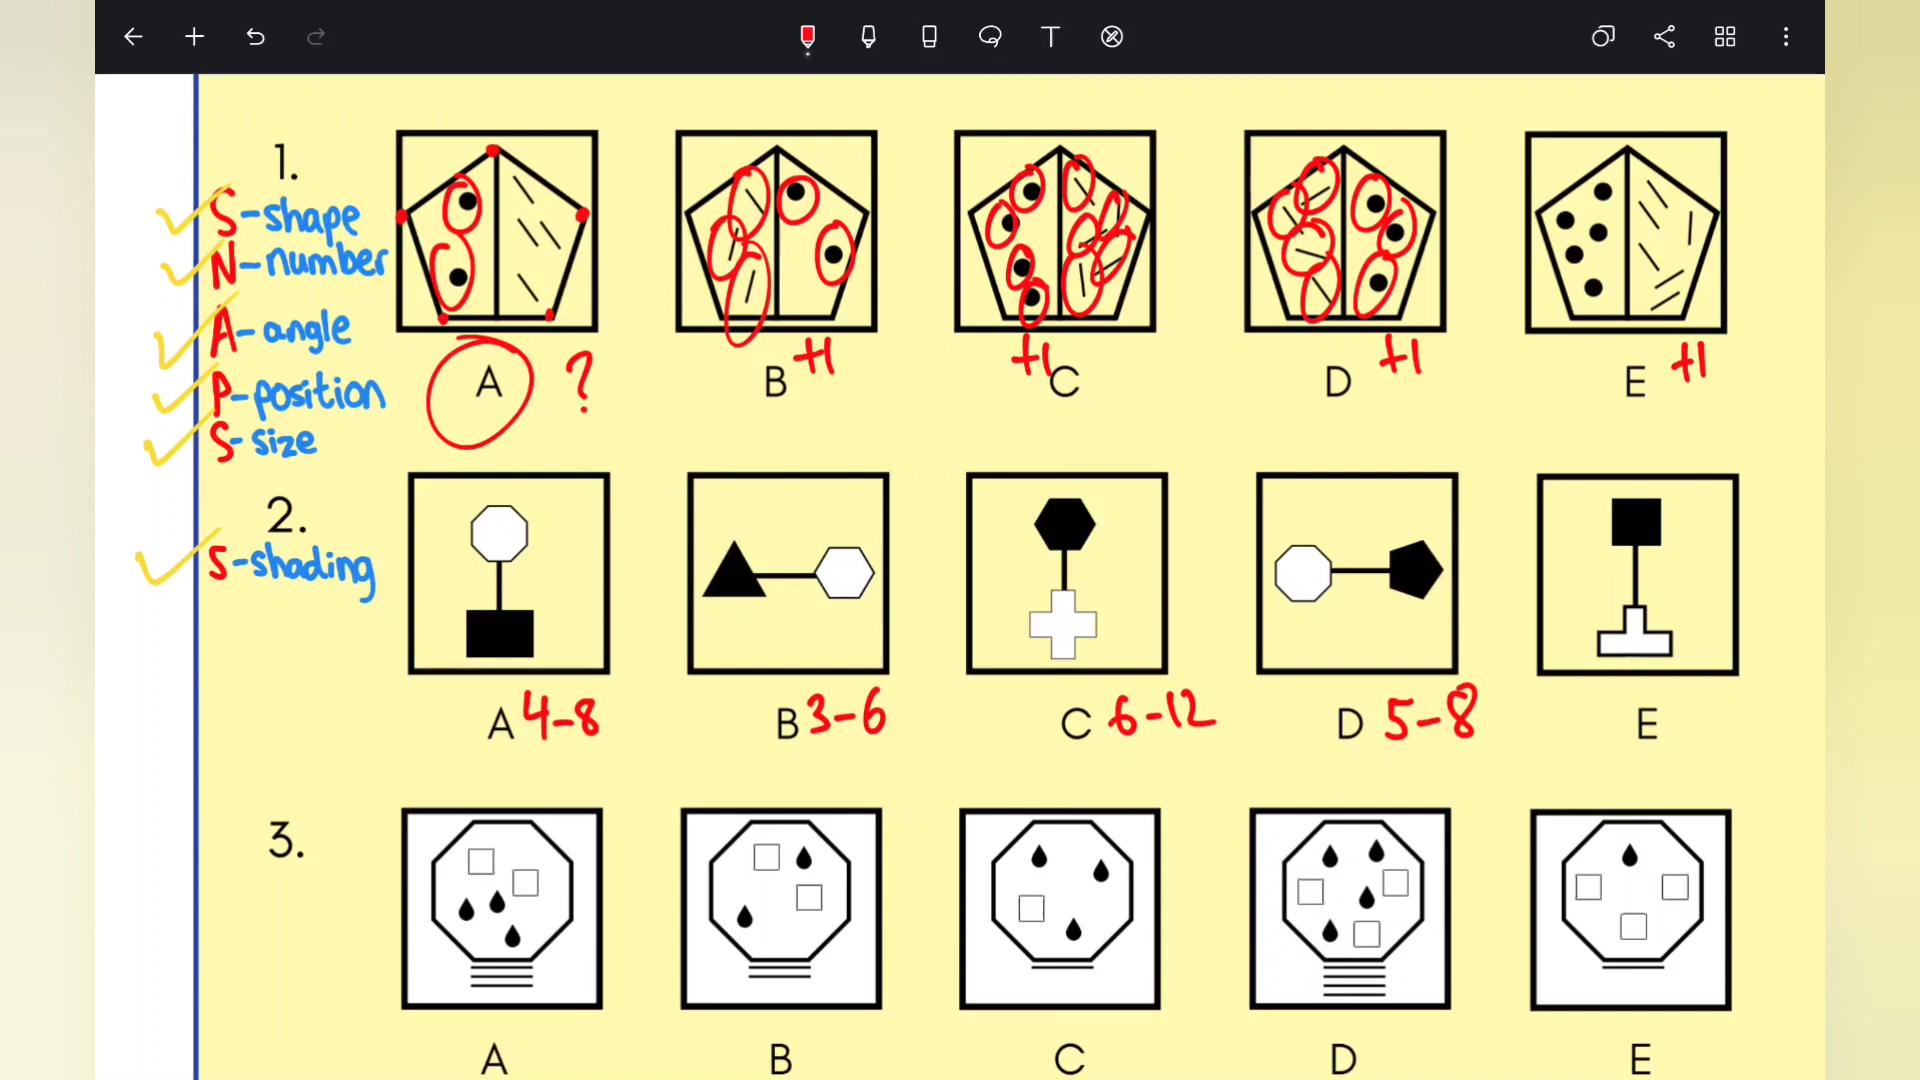 T
1.
S-shape
N-number
A-angle
P-position
S-size
A ? B +1 +1 C D +1 E +1
2.
S-shading
A 4-8 B 3-6 C 6-12 D 5-8 E
3.
A B C D E